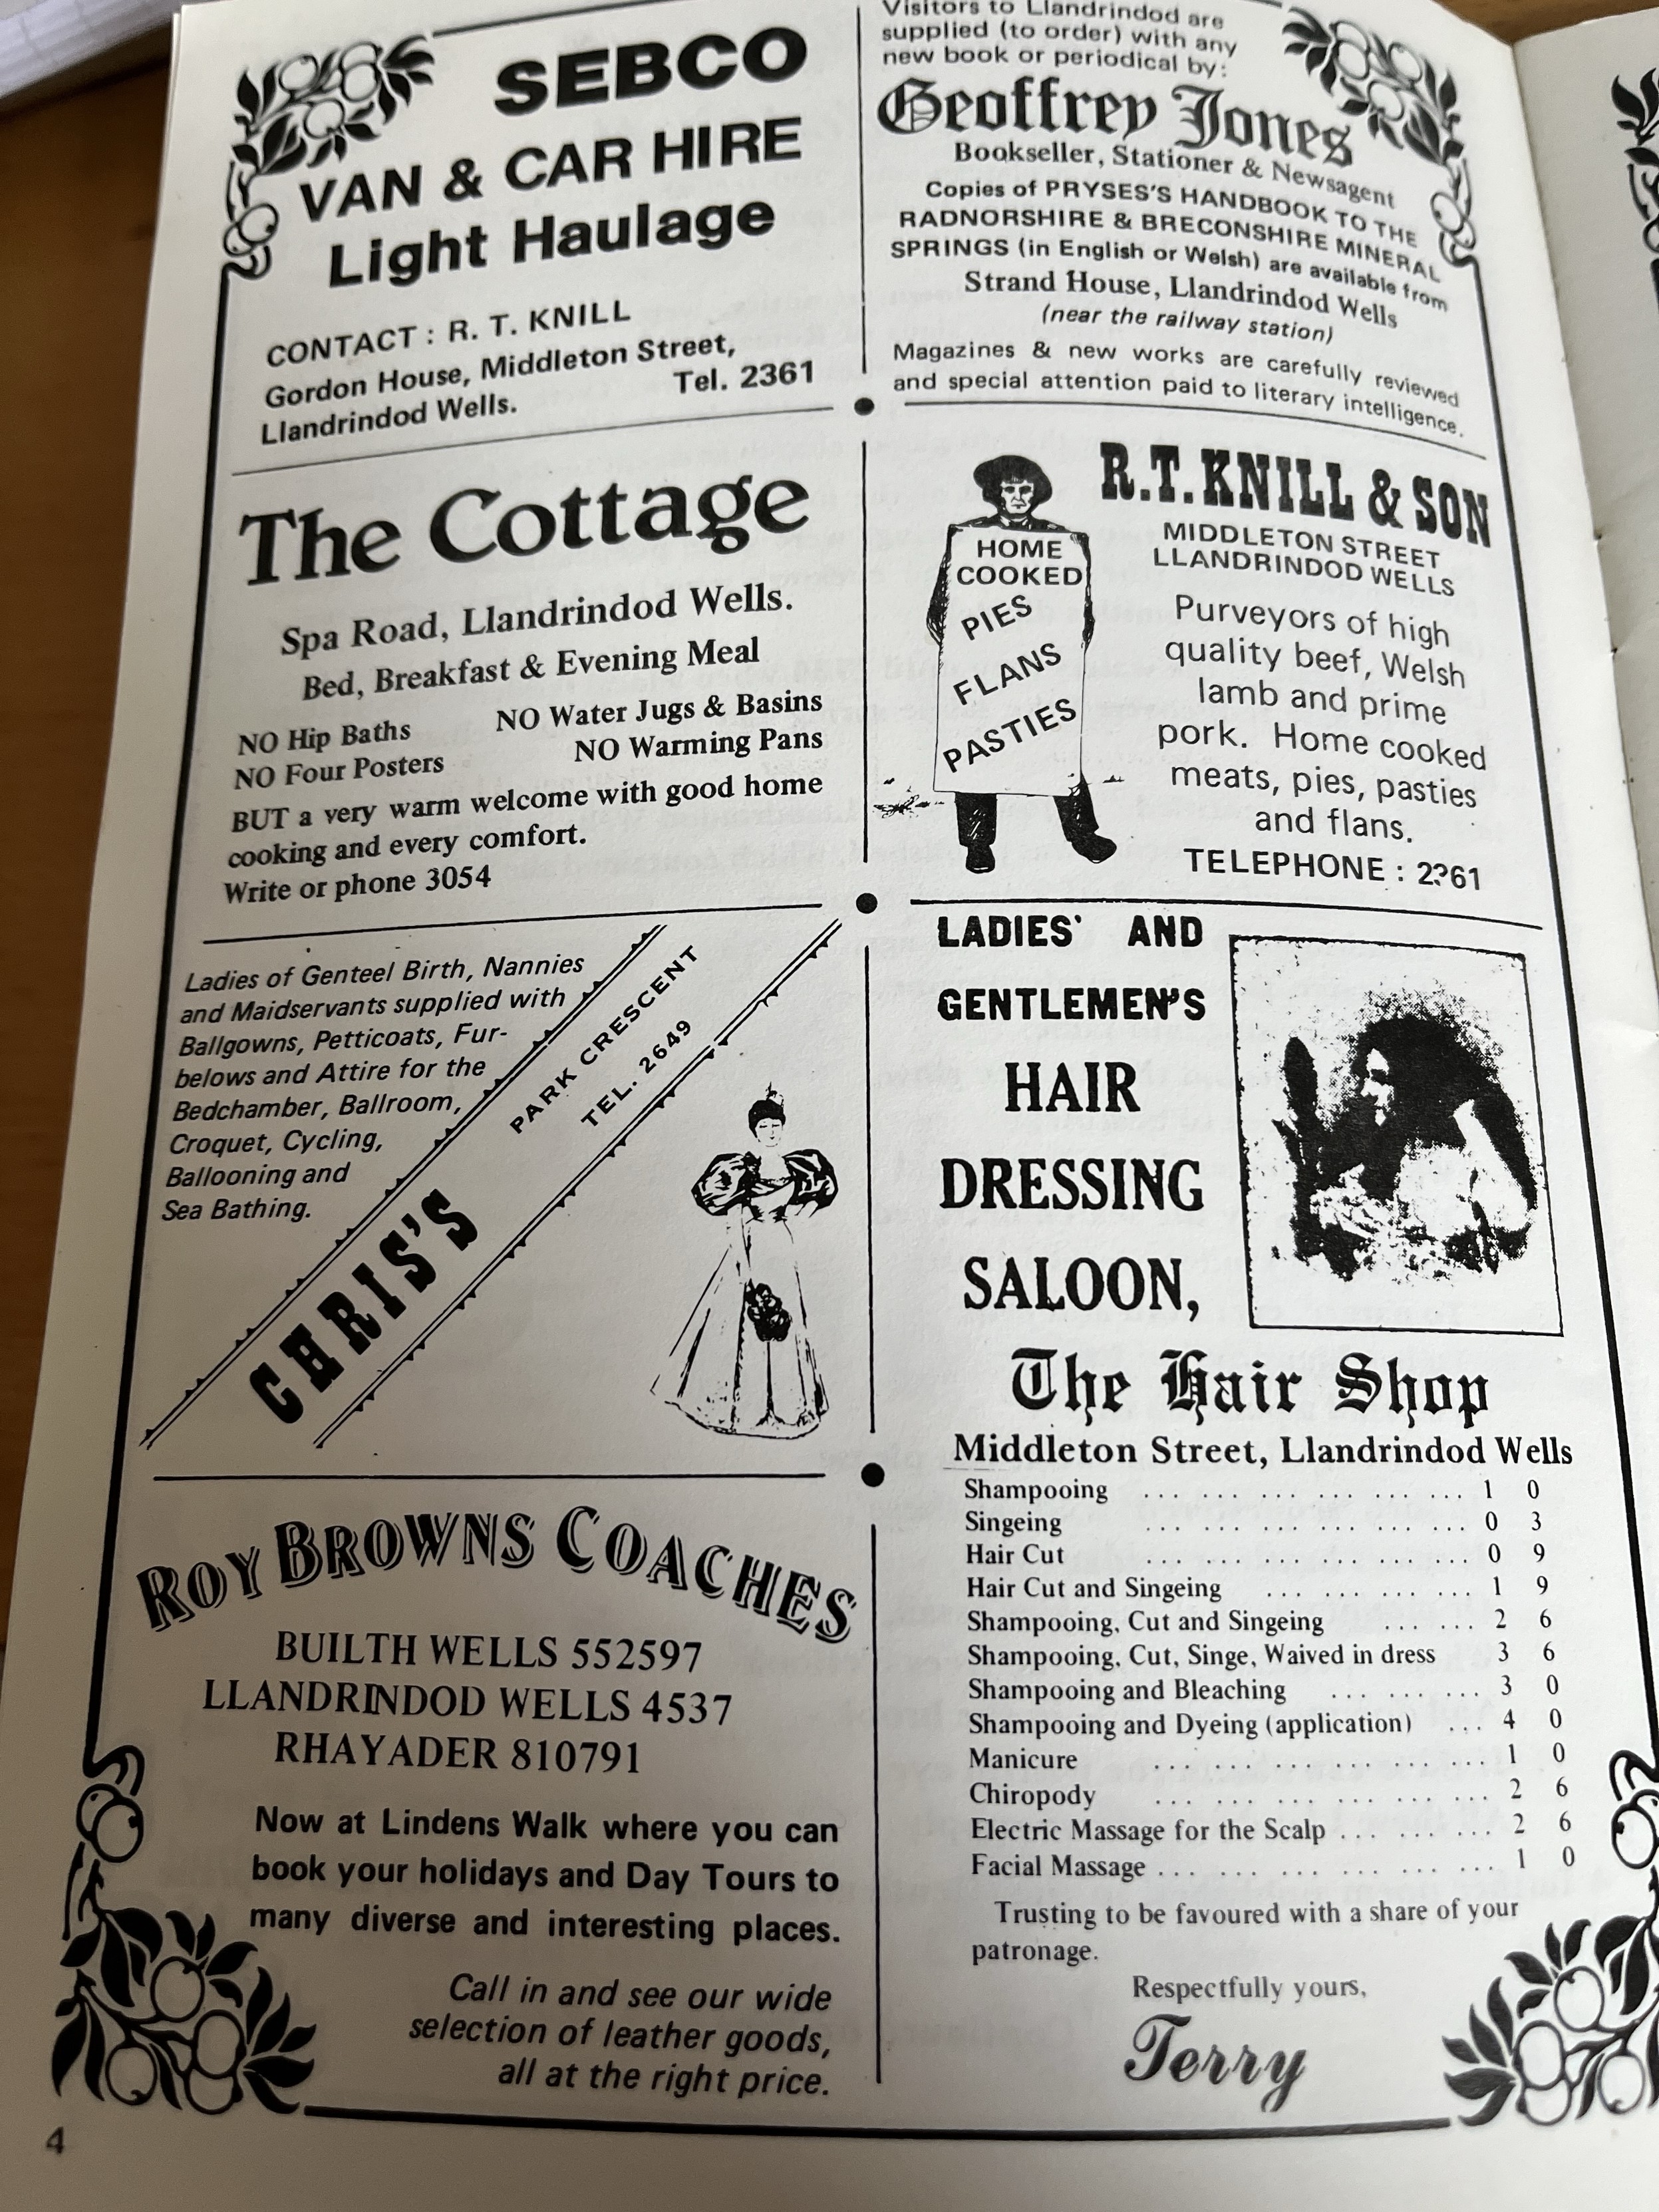 SEBCO
VAN & CAR HIRE
Light Haulage
CONTACT : R. T. KNILL
Gordon House, Middleton Street,
Tel. 2361
Llandrindod Wells.
Visitors to Llandrindod are
supplied (to order) with any
new book or periodical by:
Geoffrey Jones
Bookseller, Stationer & Newsagent
Copies of PRYSES'S HANDBOOK TO THE
RADNORSHIRE & BRECONSHIRE MINERAL
SPRINGS (in English or Welsh) are available from
Strand House, Llandrindod Wells
(near the railway station)
Magazines & new works are carefully reviewed
and special attention paid to literary intelligence.
The Cottage
Spa Road, Llandrindod Wells.
Bed, Breakfast & Evening Meal
NO Hip Baths NO Water Jugs & Basins
NO Four Posters NO Warming Pans
BUT a very warm welcome with good home
cooking and every comfort.
Write or phone 3054
HOME
COOKED
PIES
FLANS
PASTIES
R.T. KNILL & SON
MIDDLETON STREET
LLANDRINDOD WELLS
Purveyors of high
quality beef, Welsh
lamb and prime
pork. Home cooked
meats, pies, pasties
and flans.
TELEPHONE : 2361
Ladies of Genteel Birth, Nannies
and Maidservants supplied with
Ballgowns, Petticoats, Fur-
belows and Attire for the
Bedchamber, Ballroom,
Croquet, Cycling,
Ballooning and
Sea Bathing.
CHRIS'S
PARK CRESCENT
TEL. 2649
LADIES' AND
GENTLEMEN'S
HAIR
DRESSING
SALOON,
The Hair Shop
Middleton Street, Llandrindod Wells
Shampooing ... ... ... ... ... ... 1 0
Singeing ... ... ... ... ... ... 0 3
Hair Cut ... ... ... ... ... ... 0 9
Hair Cut and Singeing ... ... ... ... 1 9
Shampooing, Cut and Singeing ... ... 2 6
Shampooing, Cut, Singe, Waived in dress 3 6
Shampooing and Bleaching ... ... ... 3 0
Shampooing and Dyeing (application) ... 4 0
Manicure ... ... ... ... ... ... 1 0
Chiropody ... ... ... ... ... ... 2 6
Electric Massage for the Scalp ... ... ... 2 6
Facial Massage ... ... ... ... ... ... 1 0
Trusting to be favoured with a share of your
patronage.
Respectfully yours,
Terry
ROY BROWNS COACHES
BUILTH WELLS 552597
LLANDRINDOD WELLS 4537
RHAYADER 810791
Now at Lindens Walk where you can
book your holidays and Day Tours to
many diverse and interesting places.
Call in and see our wide
selection of leather goods,
all at the right price.
4